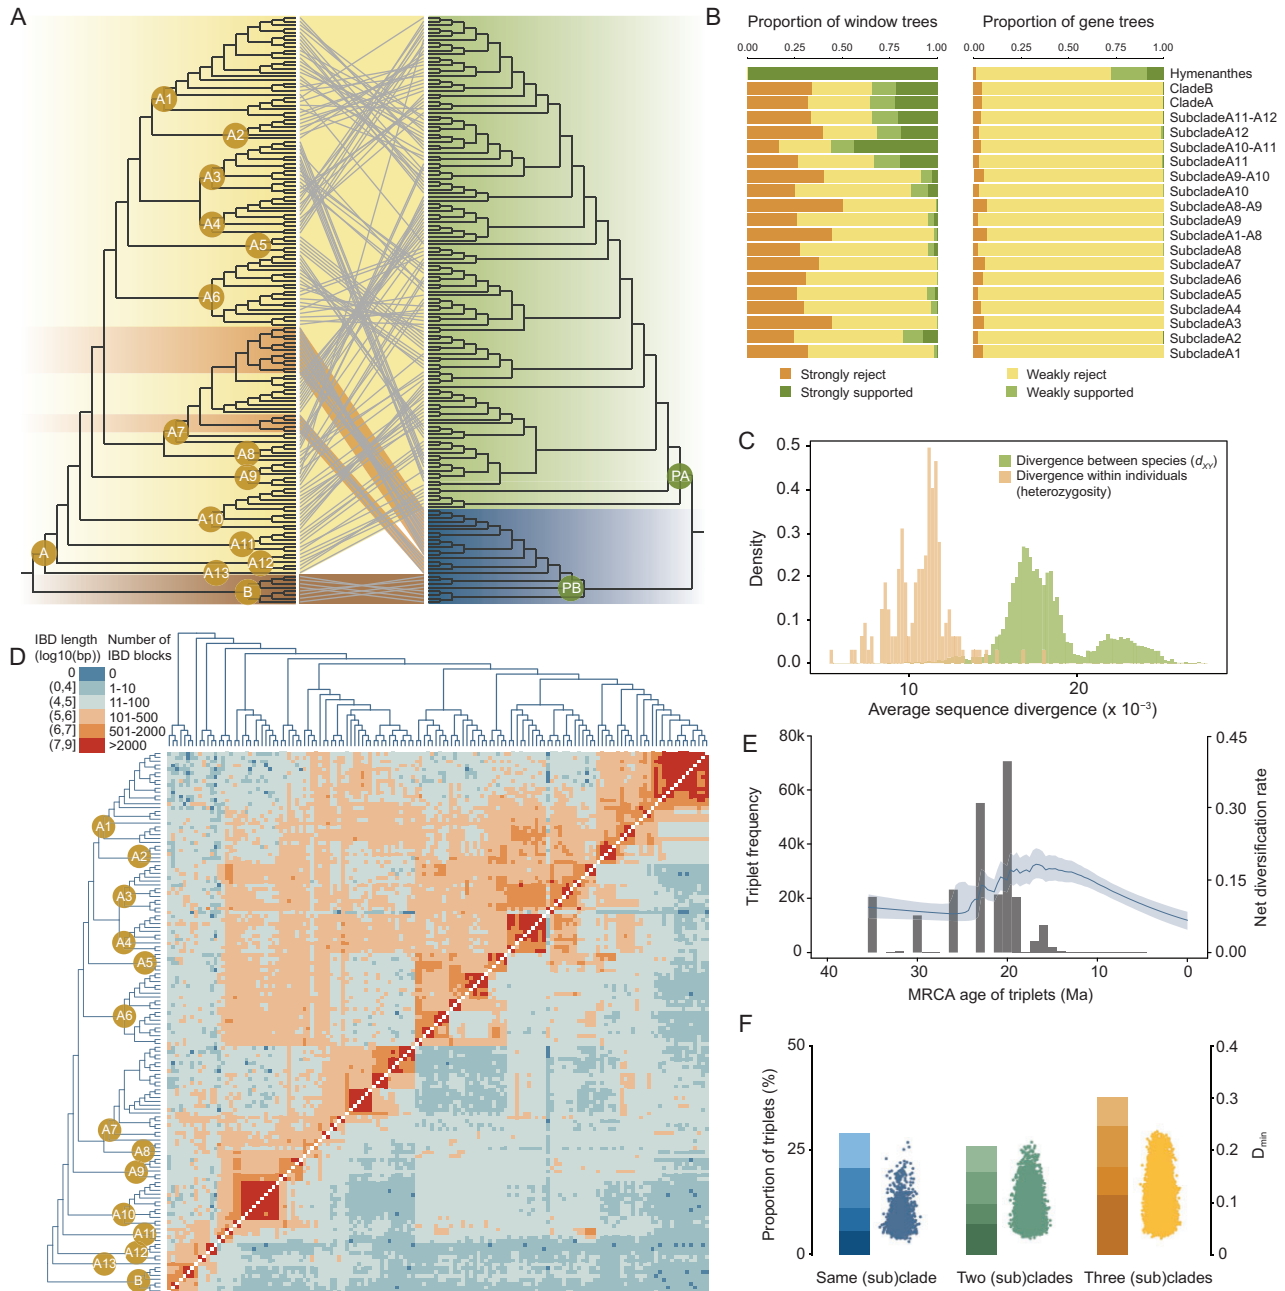 A
A1
A2
A3
A4
A5
A6
A7
A8
A9
A10
A11
A12
A13
A
B
PA
PB
B
Proportion of window trees
0.00 0.25 0.50 0.75 1.00
Proportion of gene trees
0.00 0.25 0.50 0.75 1.00
Hymenanthes
CladeB
CladeA
SubcladeA11-A12
SubcladeA12
SubcladeA10-A11
SubcladeA11
SubcladeA9-A10
SubcladeA10
SubcladeA8-A9
SubcladeA9
SubcladeA1-A8
SubcladeA8
SubcladeA7
SubcladeA6
SubcladeA5
SubcladeA4
SubcladeA3
SubcladeA2
SubcladeA1
Strongly reject
Weakly reject
Strongly supported
Weakly supported
C
0.5
0.4
0.3
0.2
0.1
0.0
Density
Divergence between species (dXY)
Divergence within individuals
(heterozygosity)
10 20
Average sequence divergence (x 10⁻³)
D
IBD length Number of
(log10(bp)) IBD blocks
0 0
(0,4] 1-10
(4,5] 11-100
(5,6] 101-500
(6,7] 501-2000
(7,9] >2000
A1
A2
A3
A4
A5
A6
A7
A8
A9
A10
A11
A12
A13
B
E
80k
60k
40k
20k
0
Triplet frequency
0.45
0.30
0.15
0.00
Net diversification rate
40 30 20 10 0
MRCA age of triplets (Ma)
F
50
25
0
Proportion of triplets (%)
0.4
0.3
0.2
0.1
0
Dmin
Same (sub)clade Two (sub)clades Three (sub)clades